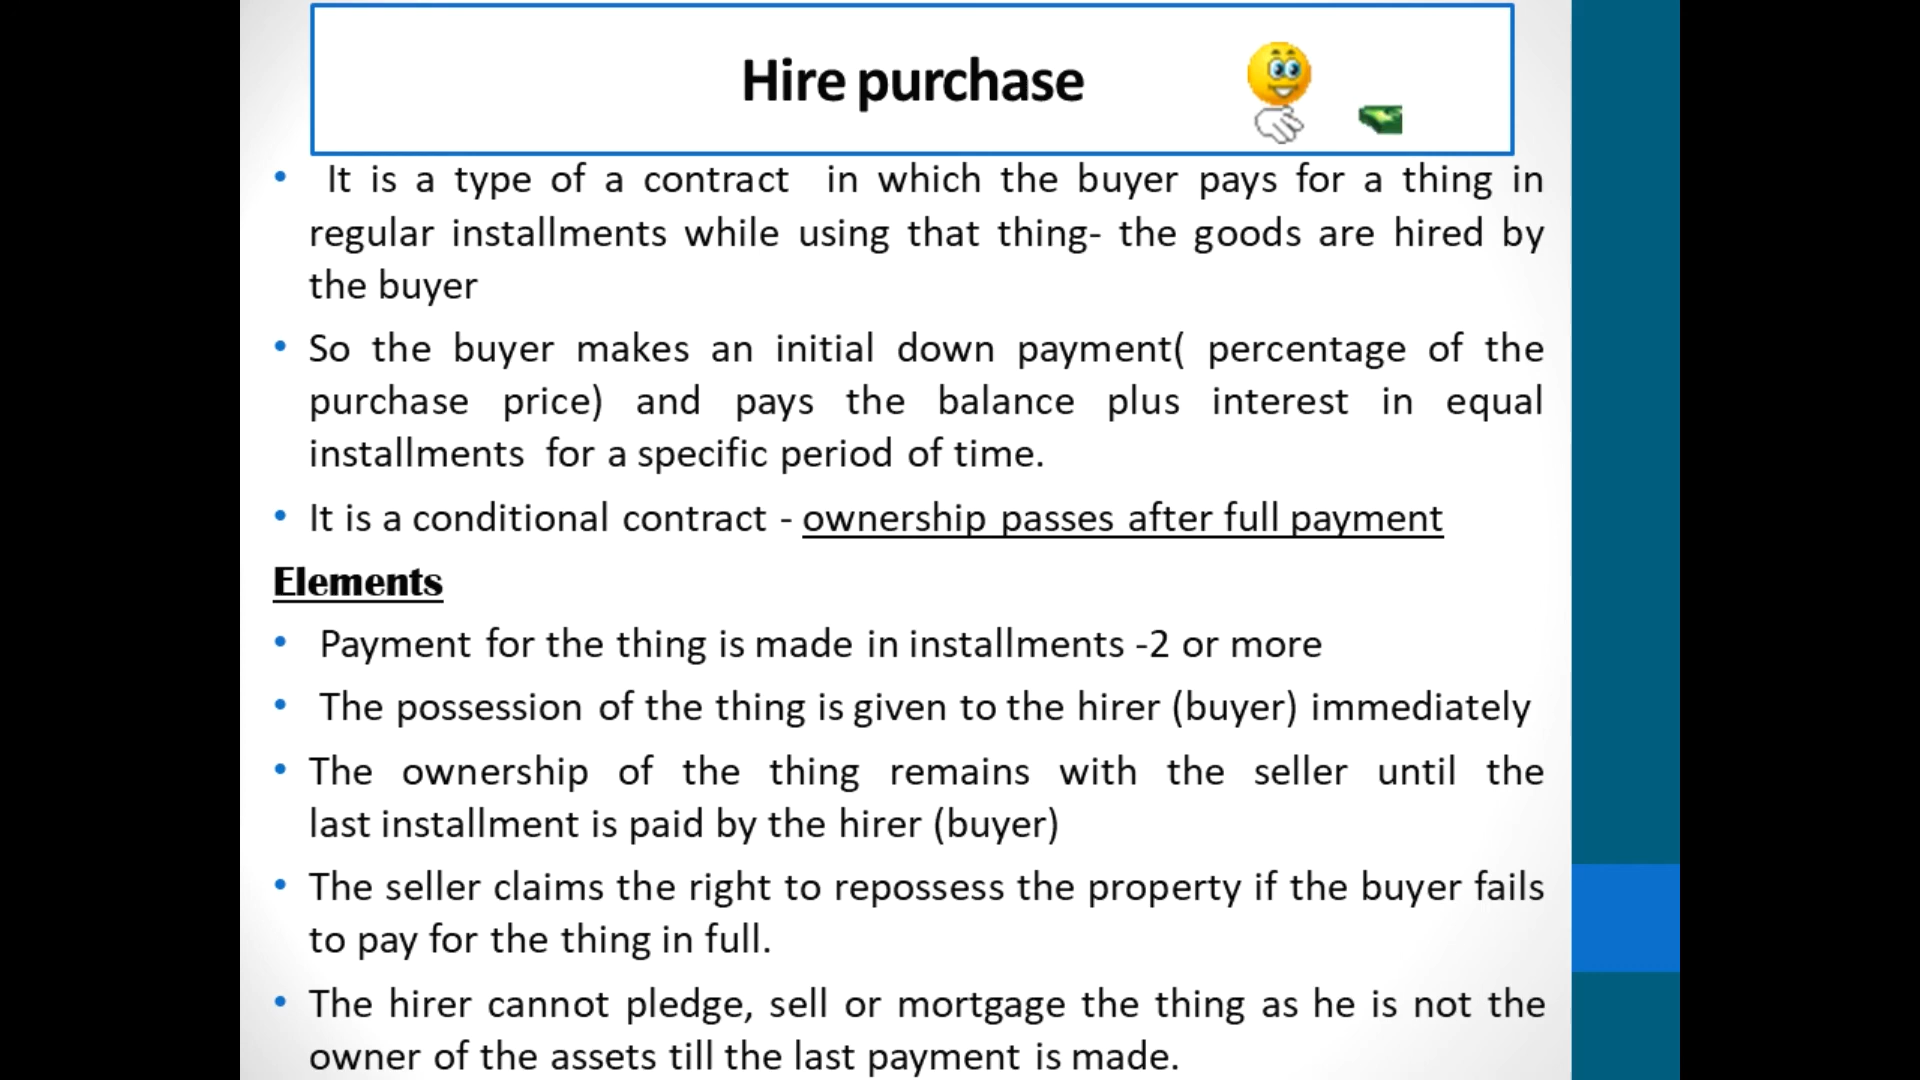 Hire purchase
• It is a type of a contract in which the buyer pays for a thing in
regular installments while using that thing- the goods are hired by
the buyer
• So the buyer makes an initial down payment( percentage of the
purchase price) and pays the balance plus interest in equal
installments for a specific period of time.
• It is a conditional contract - ownership passes after full payment
Elements
• Payment for the thing is made in installments -2 or more
• The possession of the thing is given to the hirer (buyer) immediately
• The ownership of the thing remains with the seller until the
last installment is paid by the hirer (buyer)
• The seller claims the right to repossess the property if the buyer fails
to pay for the thing in full.
• The hirer cannot pledge, sell or mortgage the thing as he is not the
owner of the assets till the last payment is made.